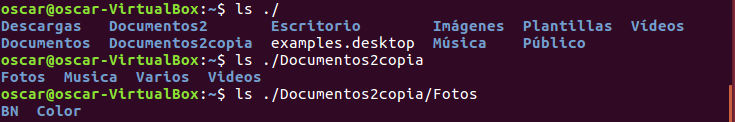 oscar@oscar-VirtualBox:~$ ls ./
Descargas   Documentos2       Escritorio        Imágenes  Plantillas  Vídeos
Documentos  Documentos2copia  examples.desktop  Música    Público
oscar@oscar-VirtualBox:~$ ls ./Documentos2copia
Fotos  Musica  Varios  Videos
oscar@oscar-VirtualBox:~$ ls ./Documentos2copia/Fotos
BN  Color